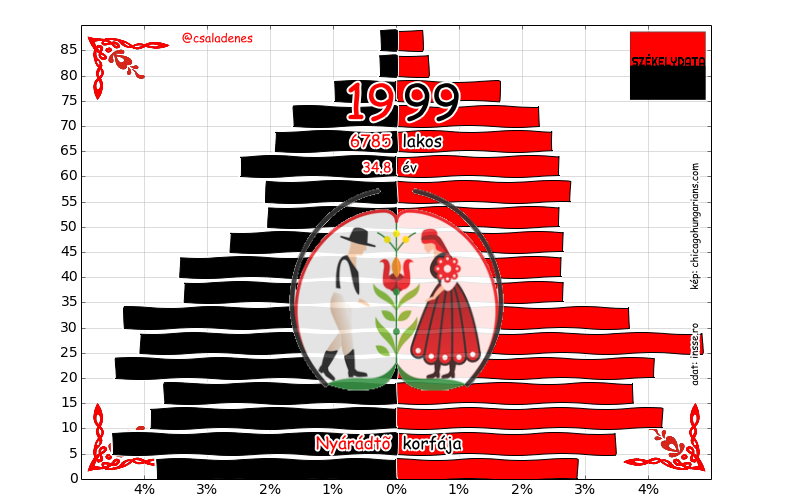 @csaladenes
SZÉKELYDATA
1999
6785 lakos
34.8 év
kép: chicagohungarians.com
adat: insse.ro
Nyárádtő korfája
85
80
75
70
65
60
55
50
45
40
35
30
25
20
15
10
5
0
4% 3% 2% 1% 0% 1% 2% 3% 4%